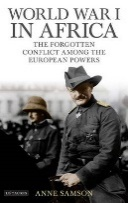 WORLD WAR I
IN AFRICA
THE FORGOTTEN
CONFLICT AMONG THE
EUROPEAN POWERS
ANNE SAMSON